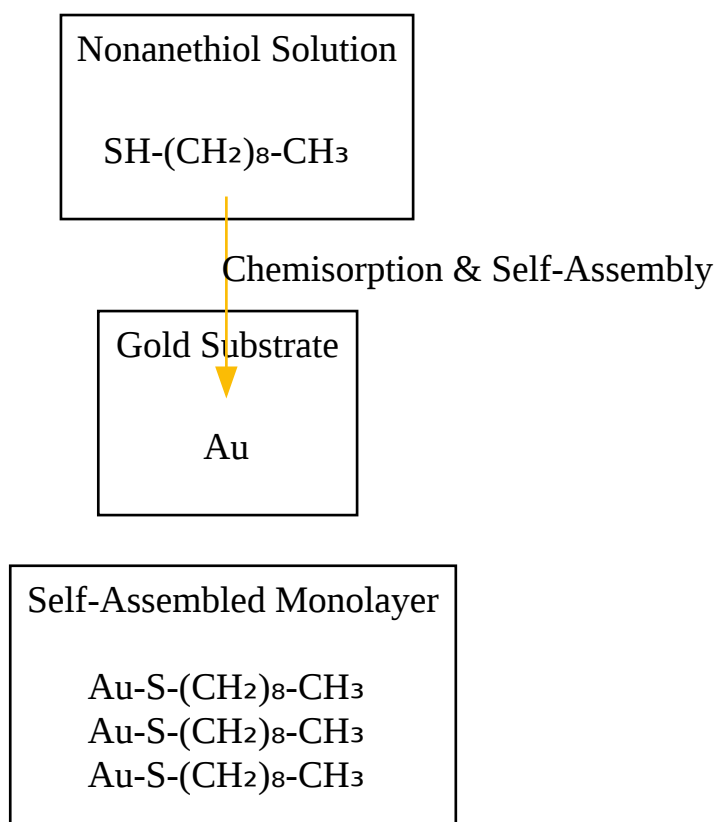 Nonanethiol Solution
SH-(CH₂)₈-CH₃
Chemisorption & Self-Assembly
Gold Substrate
Au
Self-Assembled Monolayer
Au-S-(CH₂)₈-CH₃
Au-S-(CH₂)₈-CH₃
Au-S-(CH₂)₈-CH₃